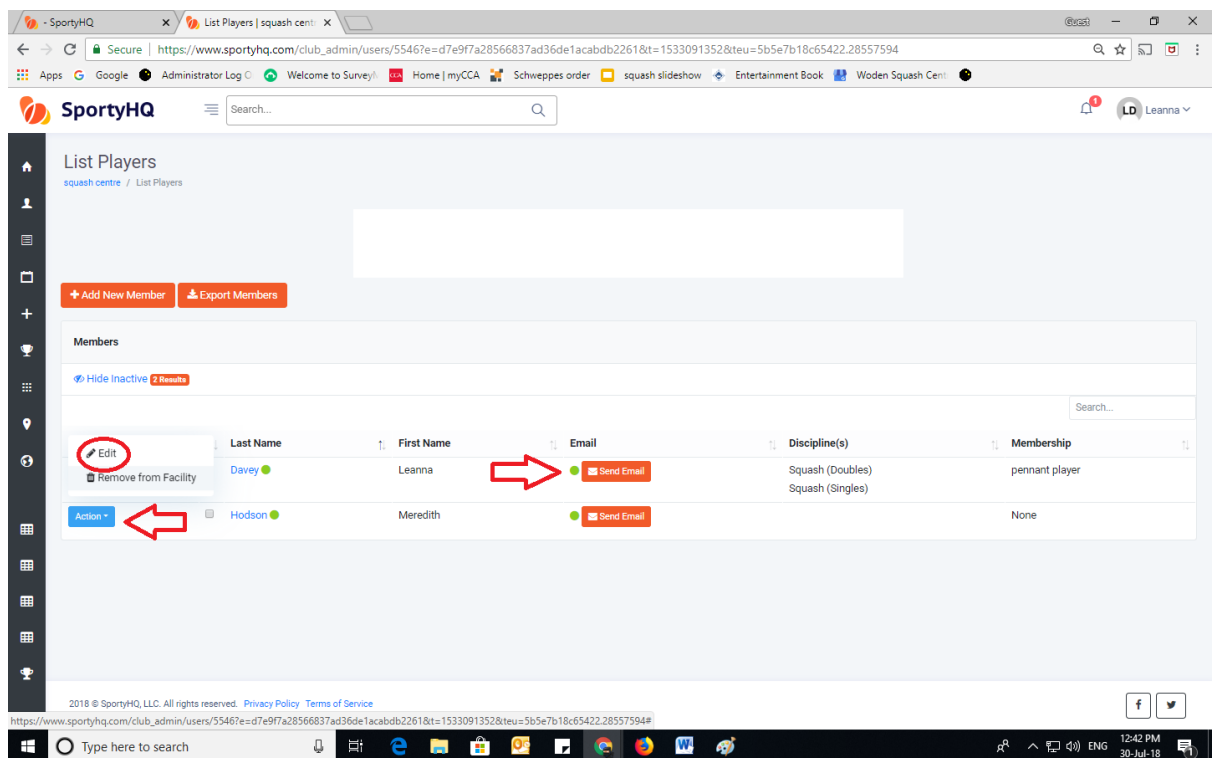 - SportyHQ
List Players | squash cent
Guest
Secure | https://www.sportyhq.com/club_admin/users/5546?e=d7e9f7a28566837ad36de1acabdb2261&t=1533091352&teu=5b5e7b18c65422.28557594
Apps Google Administrator Log O Welcome to Survey Home | myCCA Schweppes order squash slideshow Entertainment Book Woden Squash Cent
SportyHQ
Search...
1
LD Leanna
List Players
squash centre / List Players
+ Add New Member
Export Members
Members
Hide Inactive 2 Results
Search...
Last Name First Name Email Discipline(s) Membership
Edit
Remove from Facility
Davey Leanna Send Email Squash (Doubles) pennant player
Squash (Singles)
Action Hodson Meredith Send Email None
2018 © SportyHQ, LLC. All rights reserved. Privacy Policy Terms of Service
https://www.sportyhq.com/club_admin/users/5546?e=d7e9f7a28566837ad36de1acabdb2261&t=1533091352&teu=5b5e7b18c65422.28557594#
Type here to search
ENG
12:42 PM
30-Jul-18